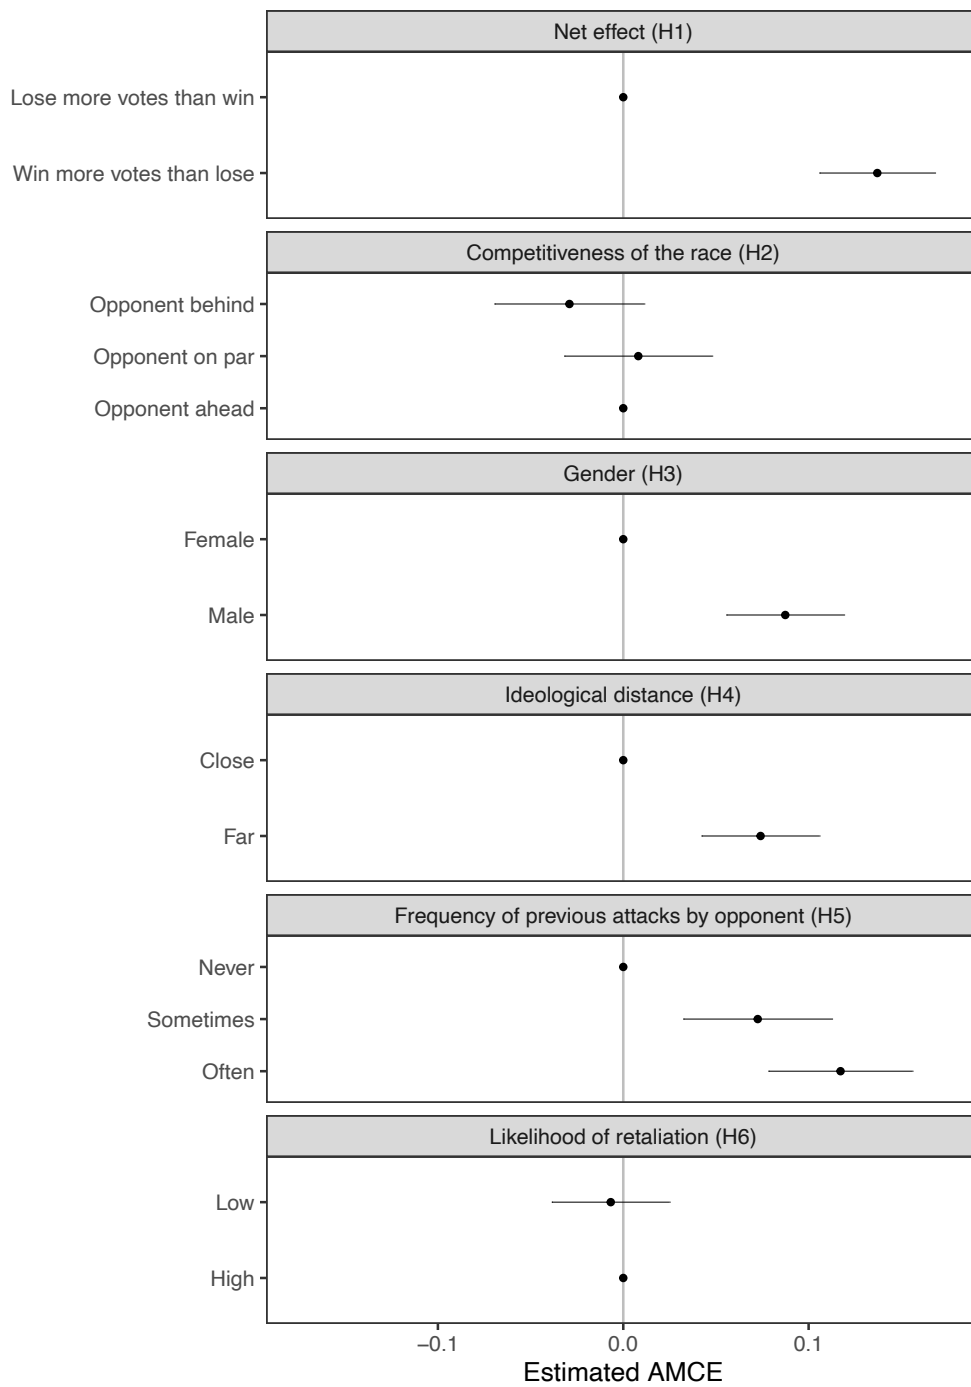 Net effect (H1)
Lose more votes than win
Win more votes than lose
Competitiveness of the race (H2)
Opponent behind
Opponent on par
Opponent ahead
Gender (H3)
Female
Male
Ideological distance (H4)
Close
Far
Frequency of previous attacks by opponent (H5)
Never
Sometimes
Often
Likelihood of retaliation (H6)
Low
High
−0.1 0.0 0.1
Estimated AMCE